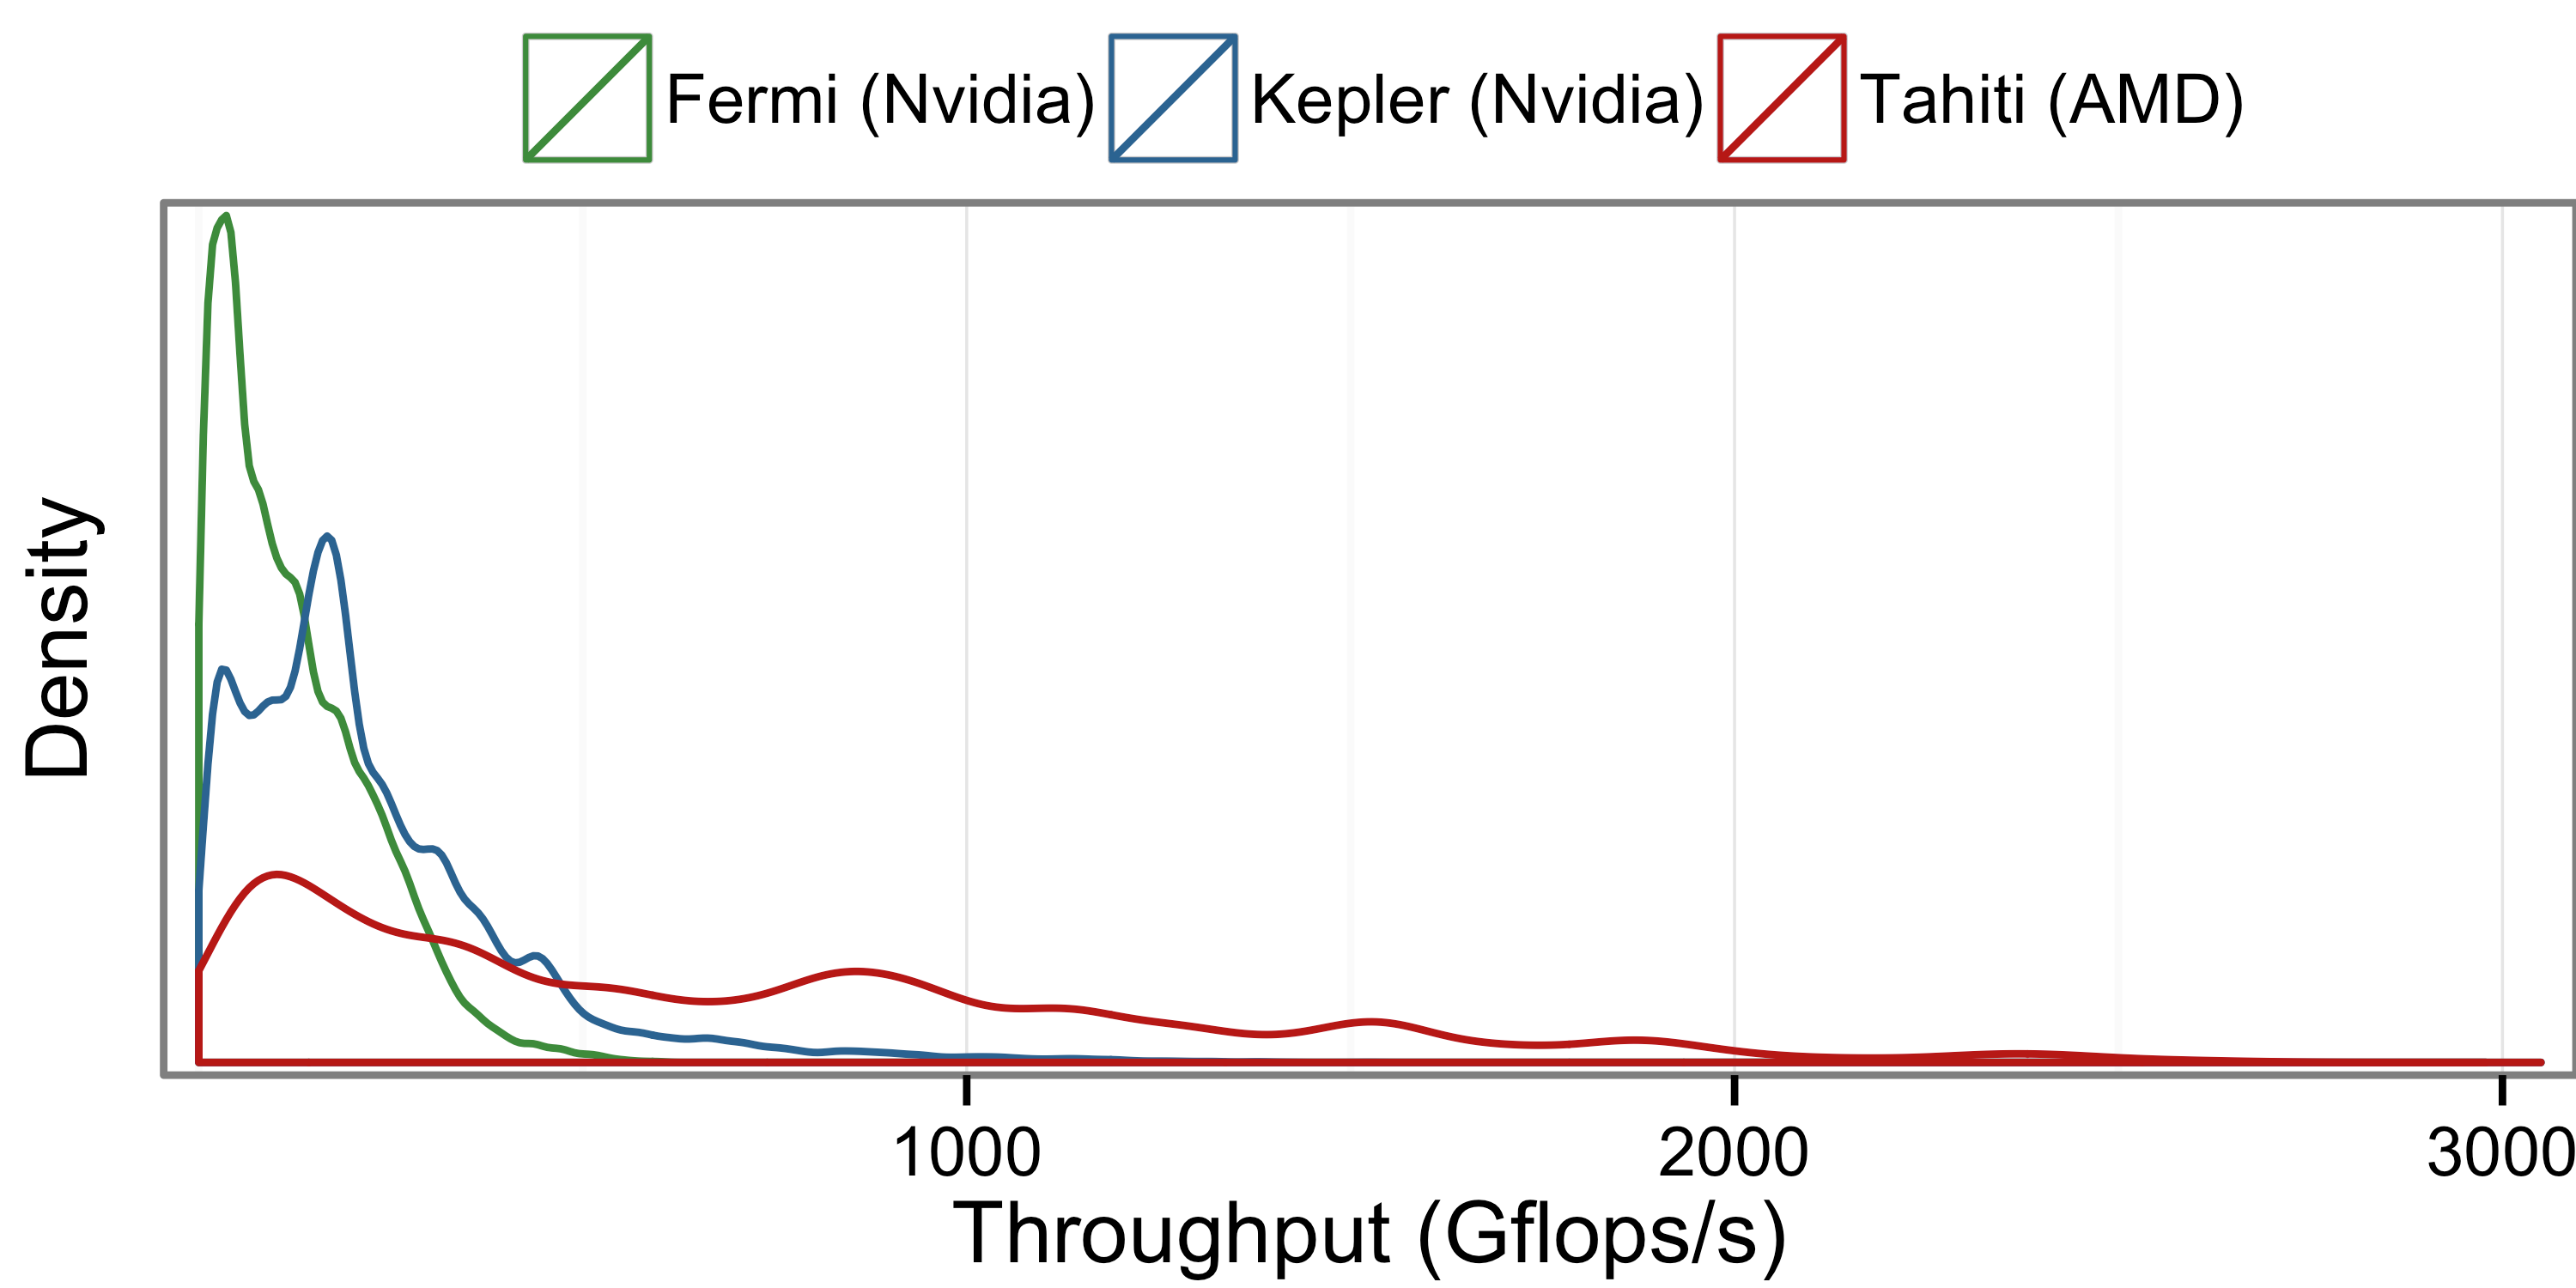 Fermi (Nvidia) Kepler (Nvidia) Tahiti (AMD)
Density
1000 2000 3000
Throughput (Gflops/s)